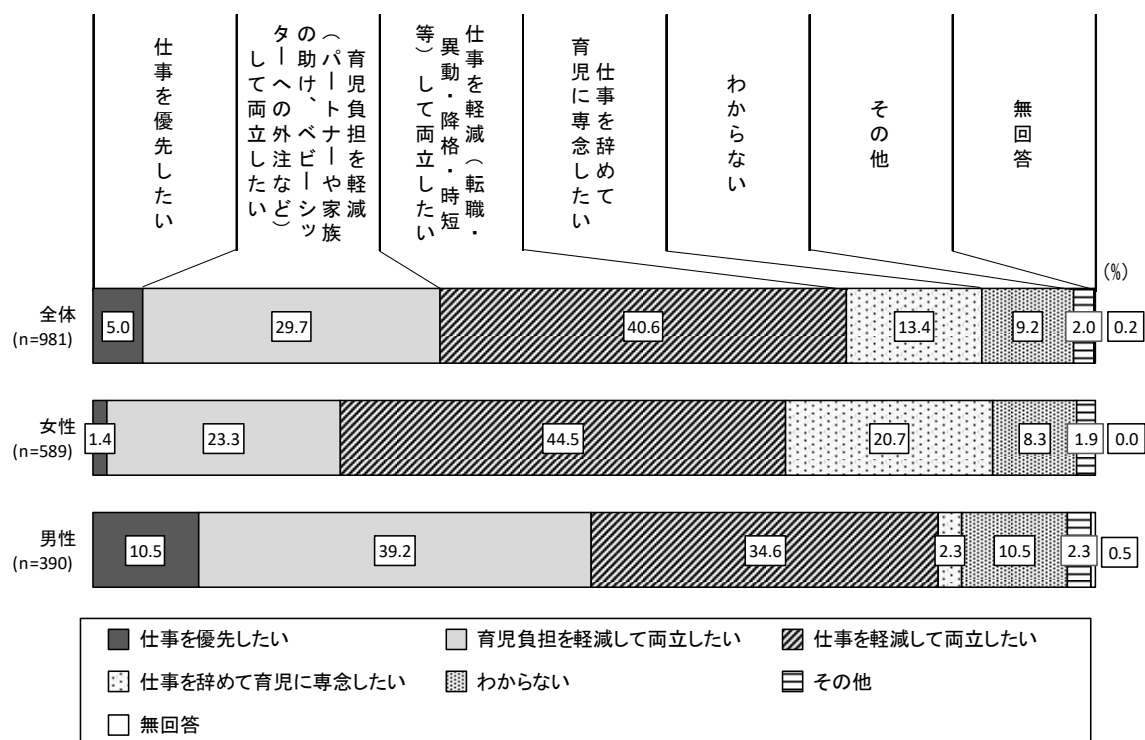 仕事を優先したい
育児負担を軽減
（パートナーや家族
の助け、ベビーシッ
ターへの外注など）
して両立したい
仕事を軽減（転職・
異動・降格・時短
等）して両立したい
仕事を辞めて
育児に専念したい
わからない
その他
無回答
(%)
全体
(n=981)
5.0 29.7 40.6 13.4 9.2 2.0 0.2
女性
(n=589)
1.4 23.3 44.5 20.7 8.3 1.9 0.0
男性
(n=390)
10.5 39.2 34.6 2.3 10.5 2.3 0.5
仕事を優先したい 育児負担を軽減して両立したい 仕事を軽減して両立したい
仕事を辞めて育児に専念したい わからない その他
無回答